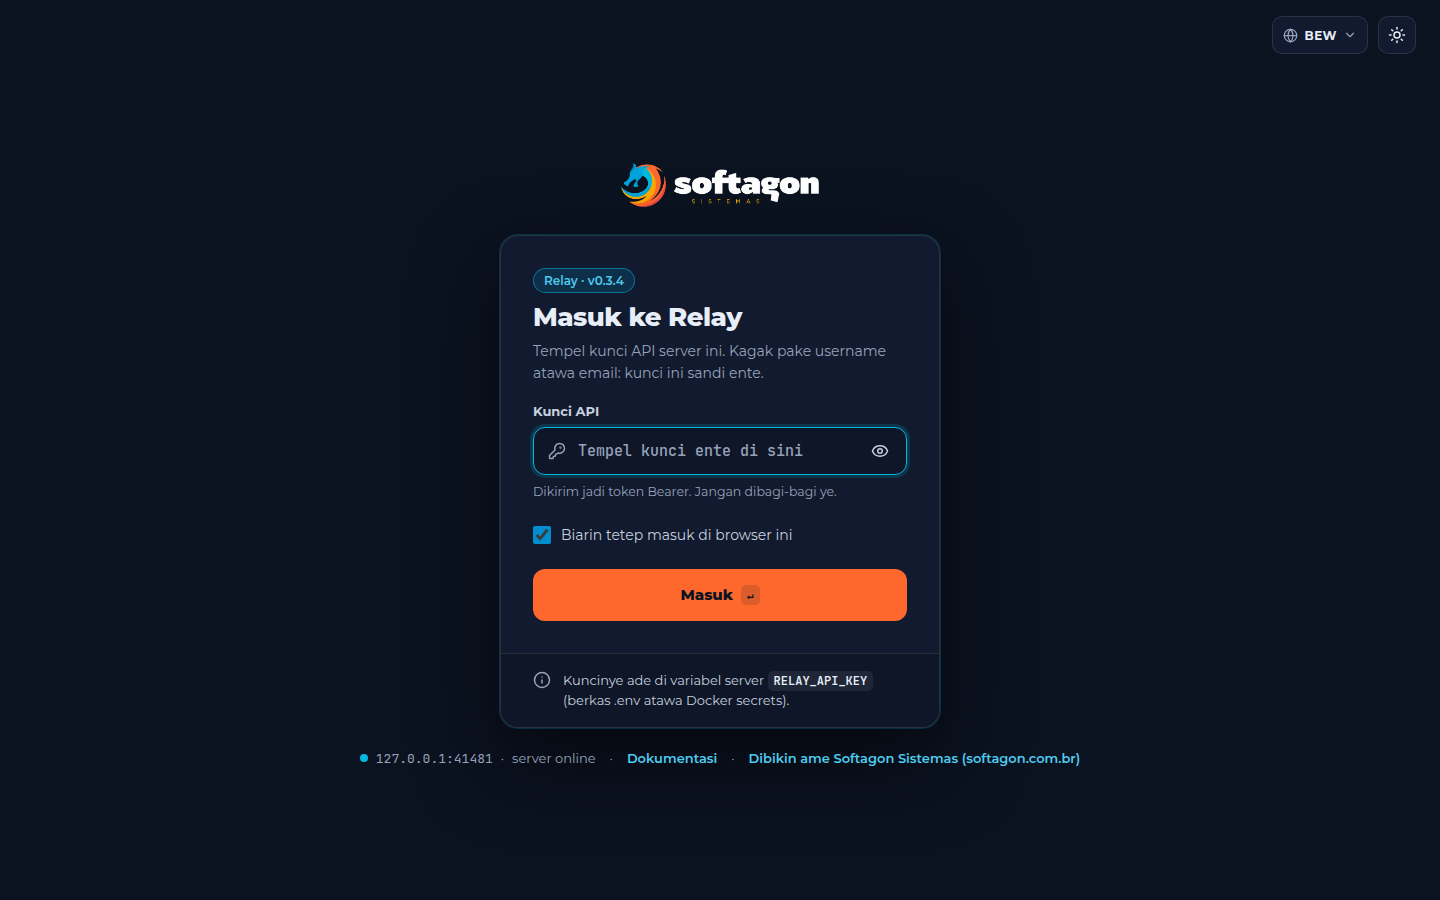 BEW
softagon
SISTEMAS
Relay · v0.3.4
Masuk ke Relay
Tempel kunci API server ini. Kagak pake username
atawa email: kunci ini sandi ente.
Kunci API
Tempel kunci ente di sini
Dikirim jadi token Bearer. Jangan dibagi-bagi ye.
Biarin tetep masuk di browser ini
Masuk ↵
Kuncinye ade di variabel server RELAY_API_KEY
(berkas .env atawa Docker secrets).
127.0.0.1:41481 · server online · Dokumentasi · Dibikin ame Softagon Sistemas (softagon.com.br)